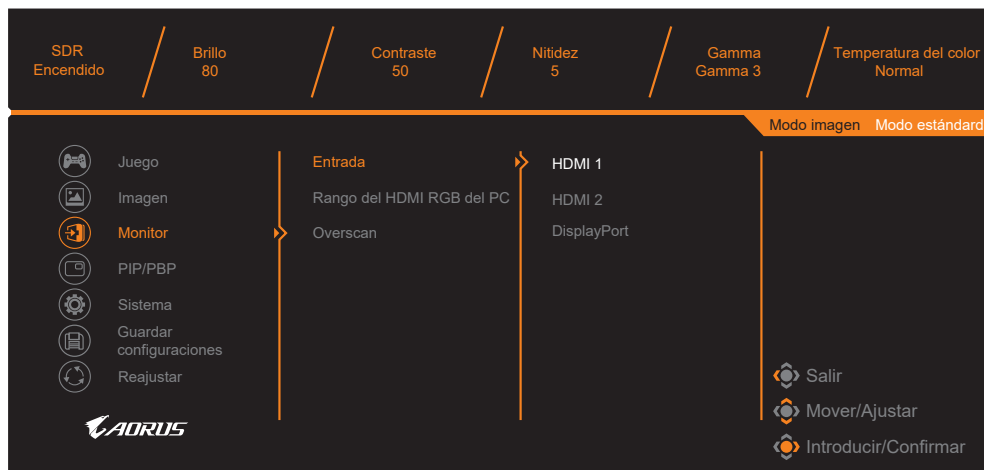 SDR
Encendido
Brillo
80
Contraste
50
Nitidez
5
Gamma
Gamma 3
Temperatura del color
Normal
Modo imagen Modo estándard
Juego
Imagen
Monitor
PIP/PBP
Sistema
Guardar
configuraciones
Reajustar
Entrada
Rango del HDMI RGB del PC
Overscan
HDMI 1
HDMI 2
DisplayPort
Salir
Mover/Ajustar
Introducir/Confirmar
AORUS